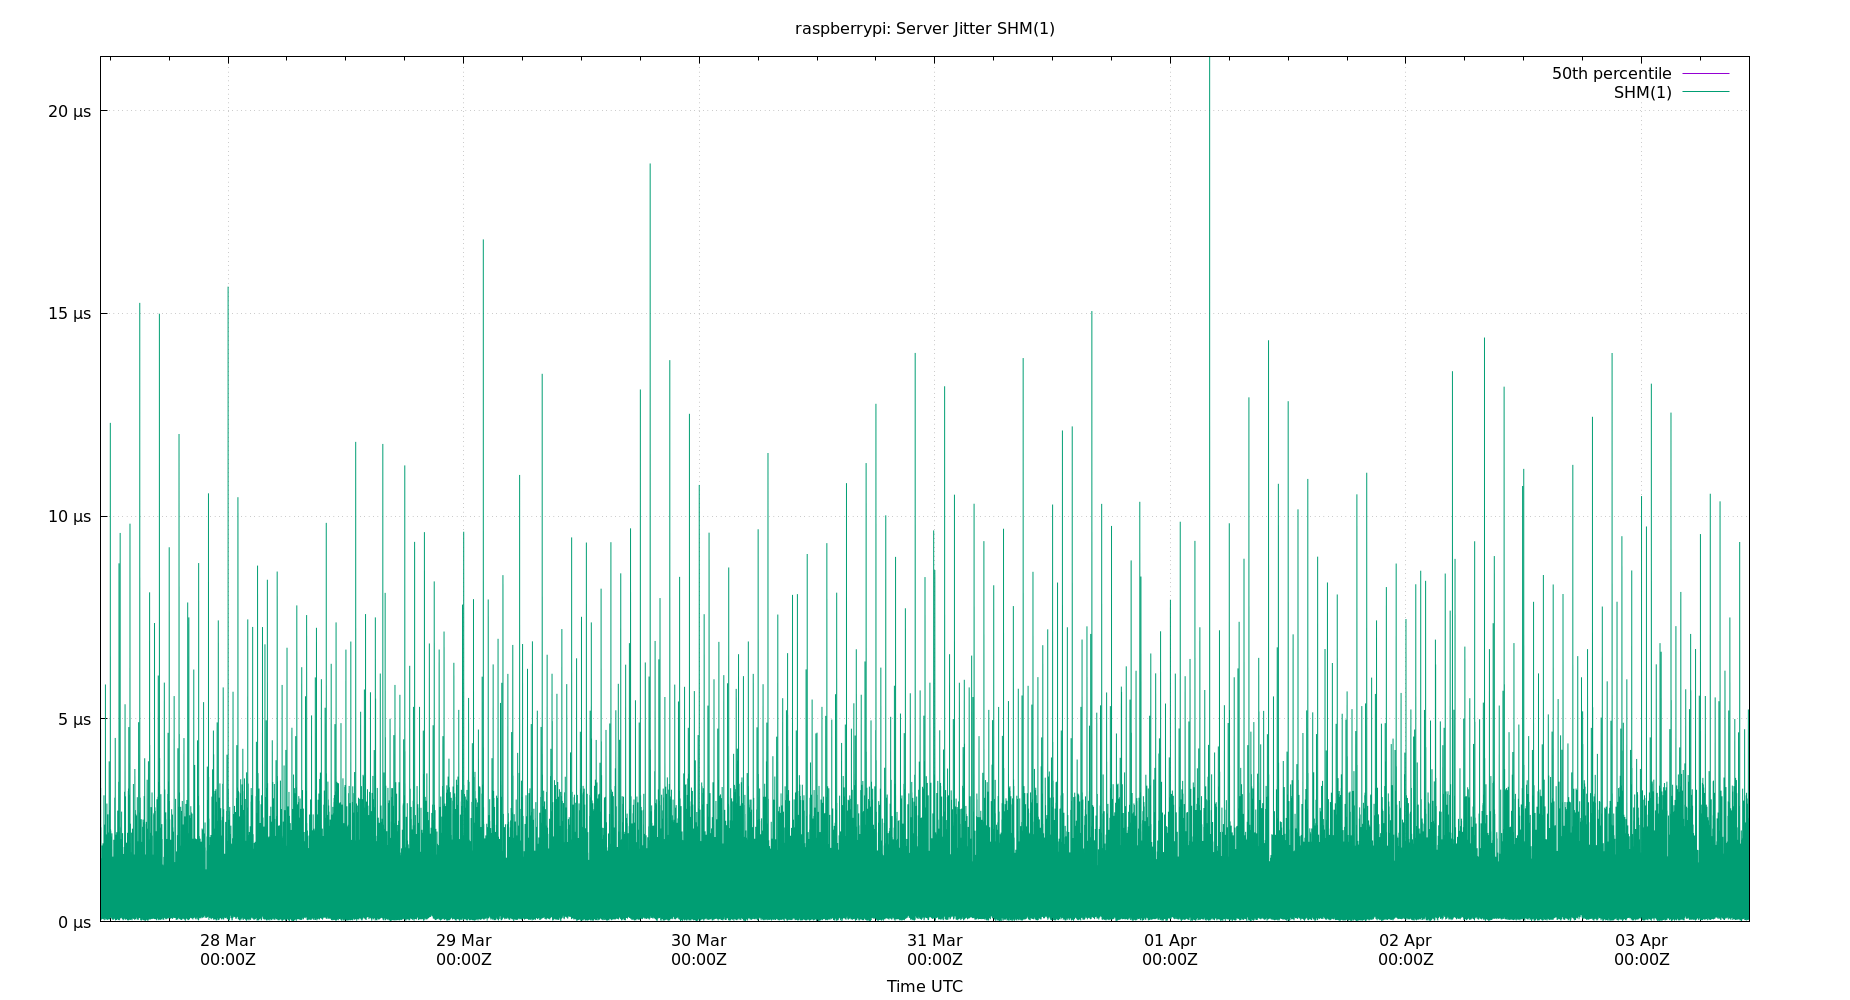 raspberrypi: Server Jitter SHM(1)
50th percentile
SHM(1)
20 µs
15 µs
10 µs
5 µs
0 µs
28 Mar
00:00Z
29 Mar
00:00Z
30 Mar
00:00Z
31 Mar
00:00Z
01 Apr
00:00Z
02 Apr
00:00Z
03 Apr
00:00Z
Time UTC